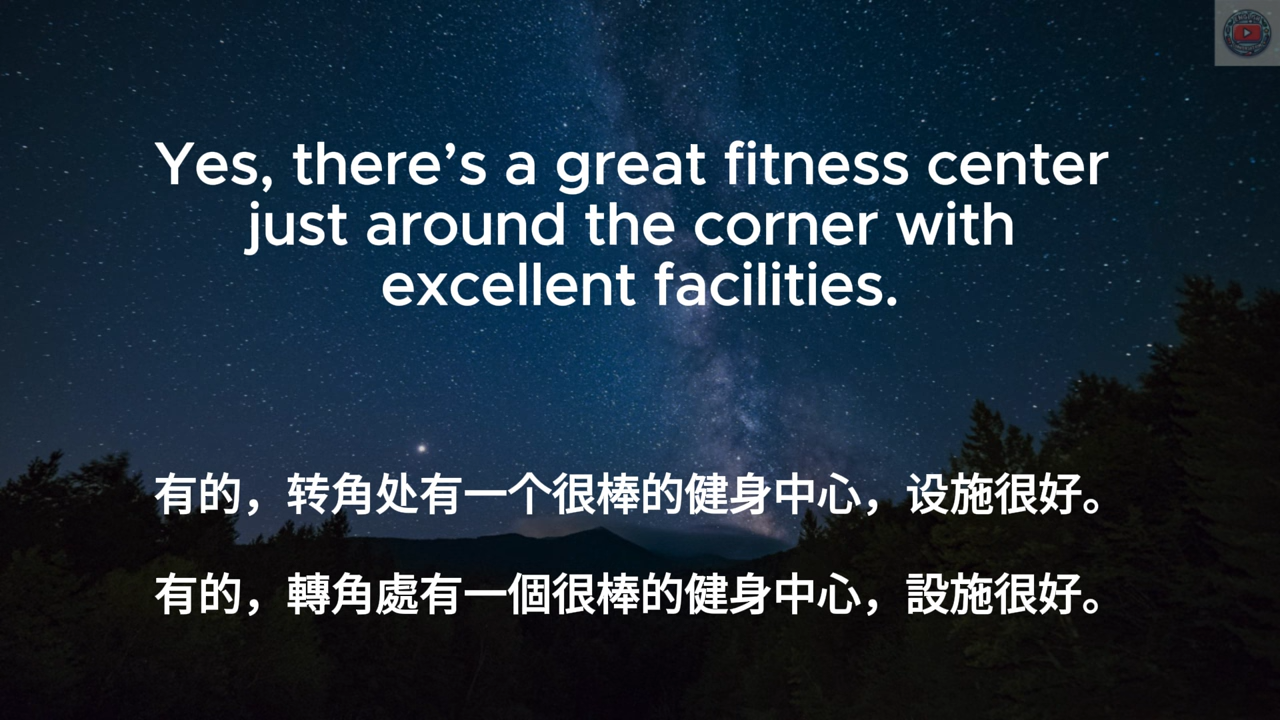 Yes, there’s a great fitness center
just around the corner with
excellent facilities.
有的，转角处有一个很棒的健身中心，设施很好。
有的，轉角處有一個很棒的健身中心，設施很好。